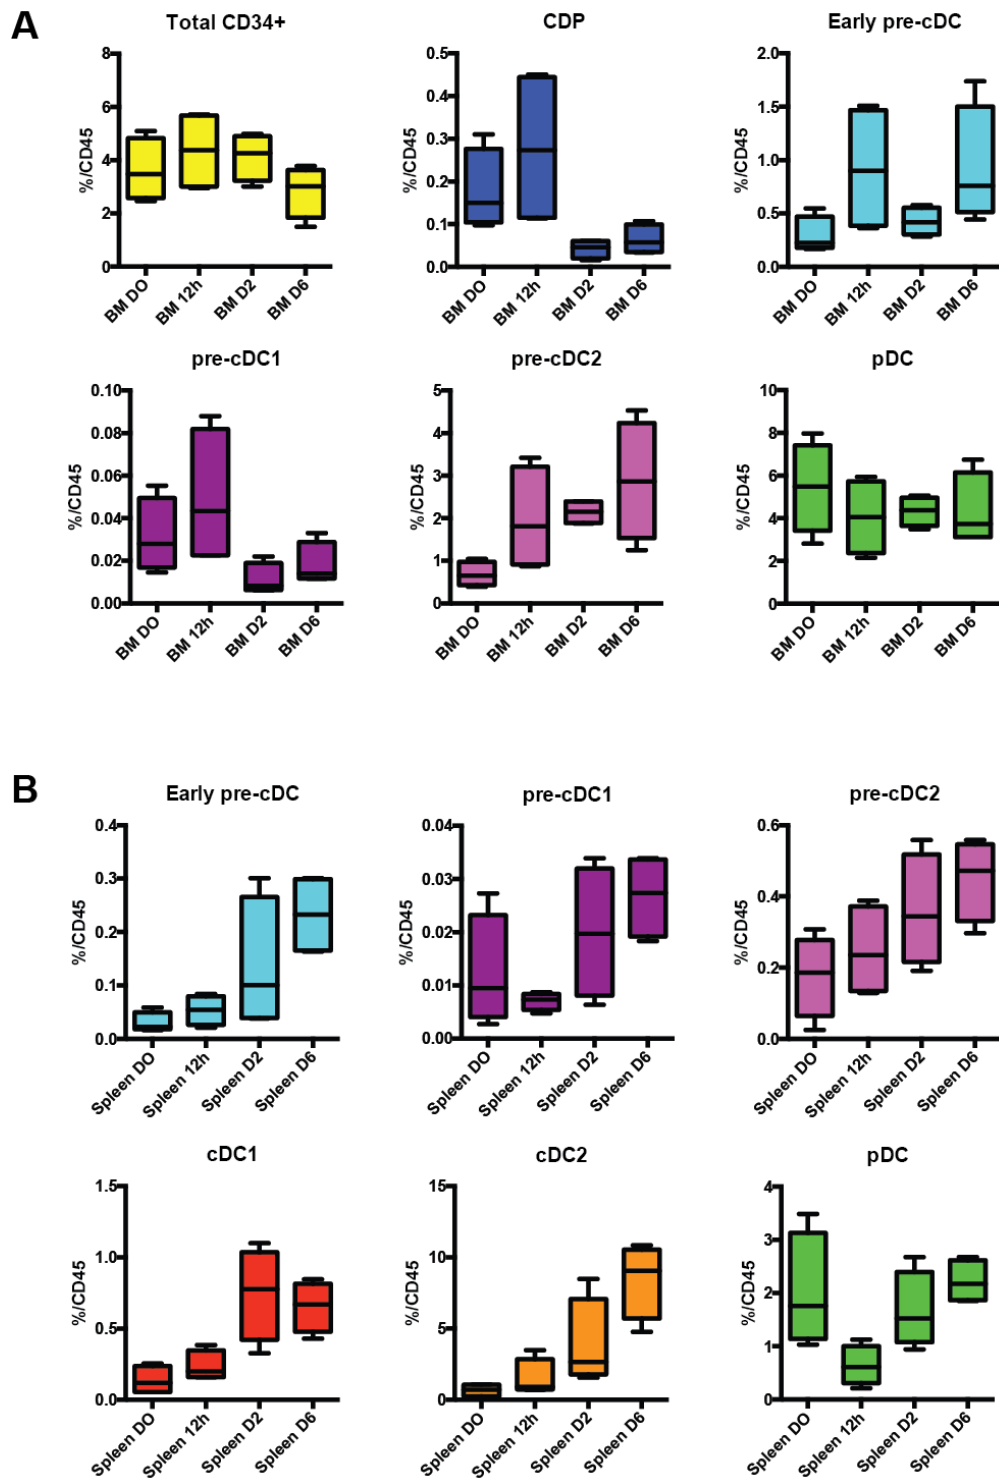 A
Total CD34+
CDP
Early pre-cDC
%/CD45
8
6
4
2
0
BM DO
BM 12h
BM D2
BM D6
%/CD45
0.5
0.4
0.3
0.2
0.1
0.0
BM DO
BM 12h
BM D2
BM D6
%/CD45
2.0
1.5
1.0
0.5
0.0
BM DO
BM 12h
BM D2
BM D6
pre-cDC1
pre-cDC2
pDC
%/CD45
0.10
0.08
0.06
0.04
0.02
0.00
BM DO
BM 12h
BM D2
BM D6
%/CD45
5
4
3
2
1
0
BM DO
BM 12h
BM D2
BM D6
%/CD45
10
8
6
4
2
0
BM DO
BM 12h
BM D2
BM D6
B
Early pre-cDC
pre-cDC1
pre-cDC2
%/CD45
0.4
0.3
0.2
0.1
0.0
Spleen DO
Spleen 12h
Spleen D2
Spleen D6
%/CD45
0.04
0.03
0.02
0.01
0.00
Spleen DO
Spleen 12h
Spleen D2
Spleen D6
%/CD45
0.6
0.4
0.2
0.0
Spleen DO
Spleen 12h
Spleen D2
Spleen D6
cDC1
cDC2
pDC
%/CD45
1.5
1.0
0.5
0.0
Spleen DO
Spleen 12h
Spleen D2
Spleen D6
%/CD45
15
10
5
0
Spleen DO
Spleen 12h
Spleen D2
Spleen D6
%/CD45
4
3
2
1
0
Spleen DO
Spleen 12h
Spleen D2
Spleen D6